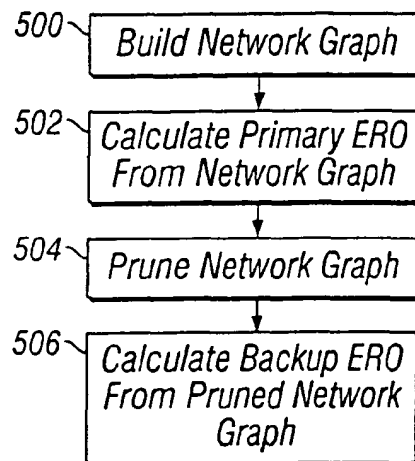 500
Build Network Graph
502
Calculate Primary ERO
From Network Graph
504
Prune Network Graph
506
Calculate Backup ERO
From Pruned Network
Graph